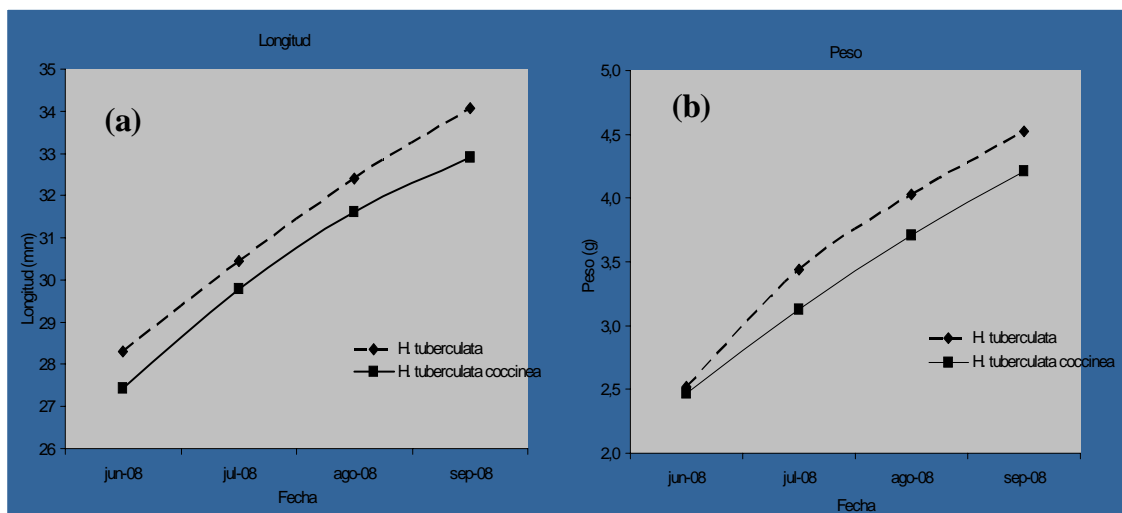 Longitud
(a)
35
34
33
32
31
30
29
28
27
26
Longitud (mm)
H. tuberculata
H. tuberculata coccinea
jun-08 jul-08 ago-08 sep-08
Fecha
Peso
(b)
5,0
4,5
4,0
3,5
3,0
2,5
2,0
Peso (g)
H. tuberculata
H. tuberculata coccinea
jun-08 jul-08 ago-08 sep-08
Fecha